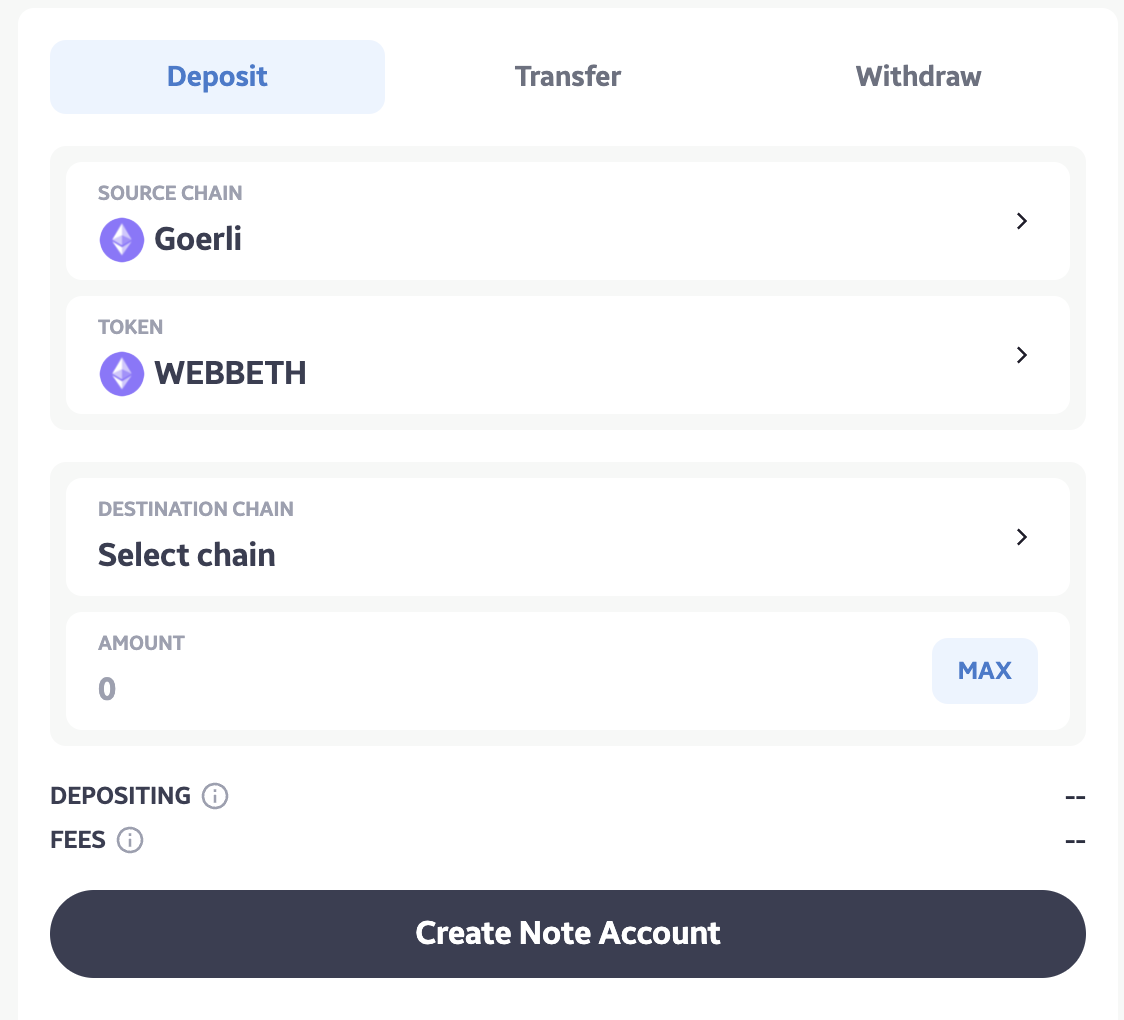 Deposit Transfer Withdraw
SOURCE CHAIN
Goerli
TOKEN
WEBBETH
DESTINATION CHAIN
Select chain
AMOUNT
0 MAX
DEPOSITING --
FEES --
Create Note Account